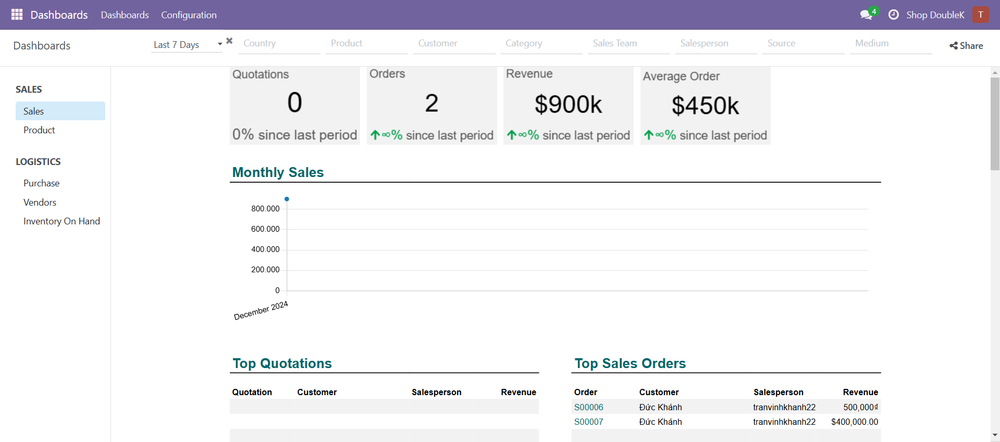 Dashboards Dashboards Configuration 4 Shop DoubleK T
Dashboards Last 7 Days Country Product Customer Category Sales Team Salesperson Source Medium Share
SALES
Sales
Product
LOGISTICS
Purchase
Vendors
Inventory On Hand
Quotations
0
0% since last period
Orders
2
∞% since last period
Revenue
$900k
∞% since last period
Average Order
$450k
∞% since last period
Monthly Sales
800.000
600.000
400.000
200.000
0
December 2024
Top Quotations
Quotation Customer Salesperson Revenue
Top Sales Orders
Order Customer Salesperson Revenue
S00006 Đức Khánh tranvinhkhanh22 500,000₫
S00007 Đức Khánh tranvinhkhanh22 $400,000.00